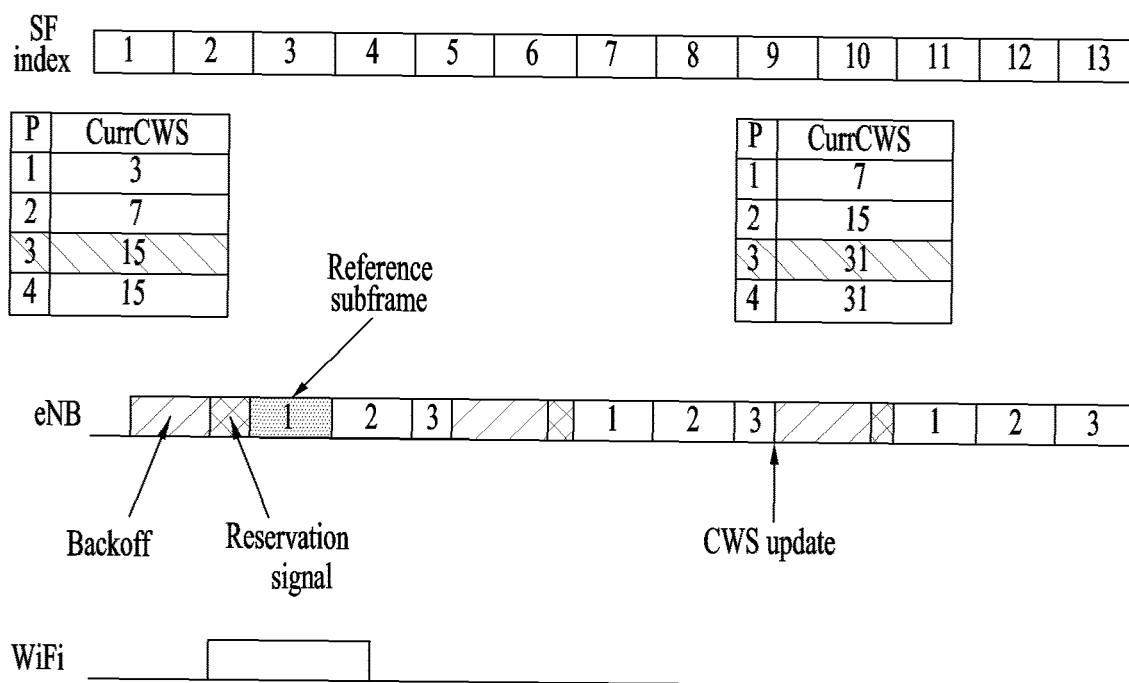 SF
index
1 2 3 4 5 6 7 8 9 10 11 12 13
P CurrCWS
1 3
2 7
3 15
4 15
P CurrCWS
1 7
2 15
3 31
4 31
Reference
subframe
eNB
1 2 3 1 2 3 1 2 3
Backoff
Reservation
signal
CWS update
WiFi